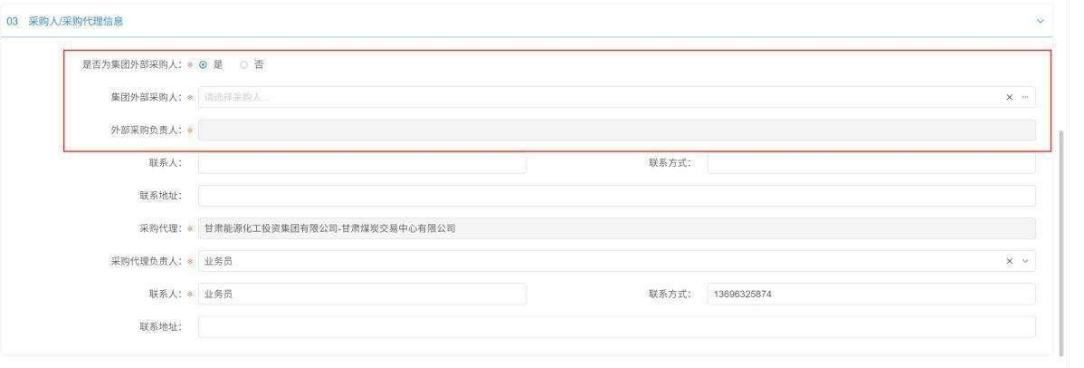 03 采购人/采购代理信息
是否为集团外部采购人: * 是 否
集团外部采购人: * 请选择采购人...
外部采购负责人: *
联系人: 联系方式:
联系地址:
采购代理: * 甘肃能源化工投资集团有限公司-甘肃煤炭交易中心有限公司
采购代理负责人: * 业务员
联系人: * 业务员 联系方式: 13696325874
联系地址: